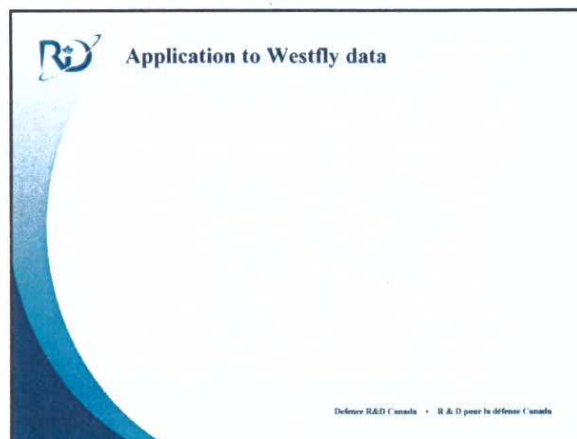 Application to Westfly data
Defence R&D Canada • R & D pour la défense Canada